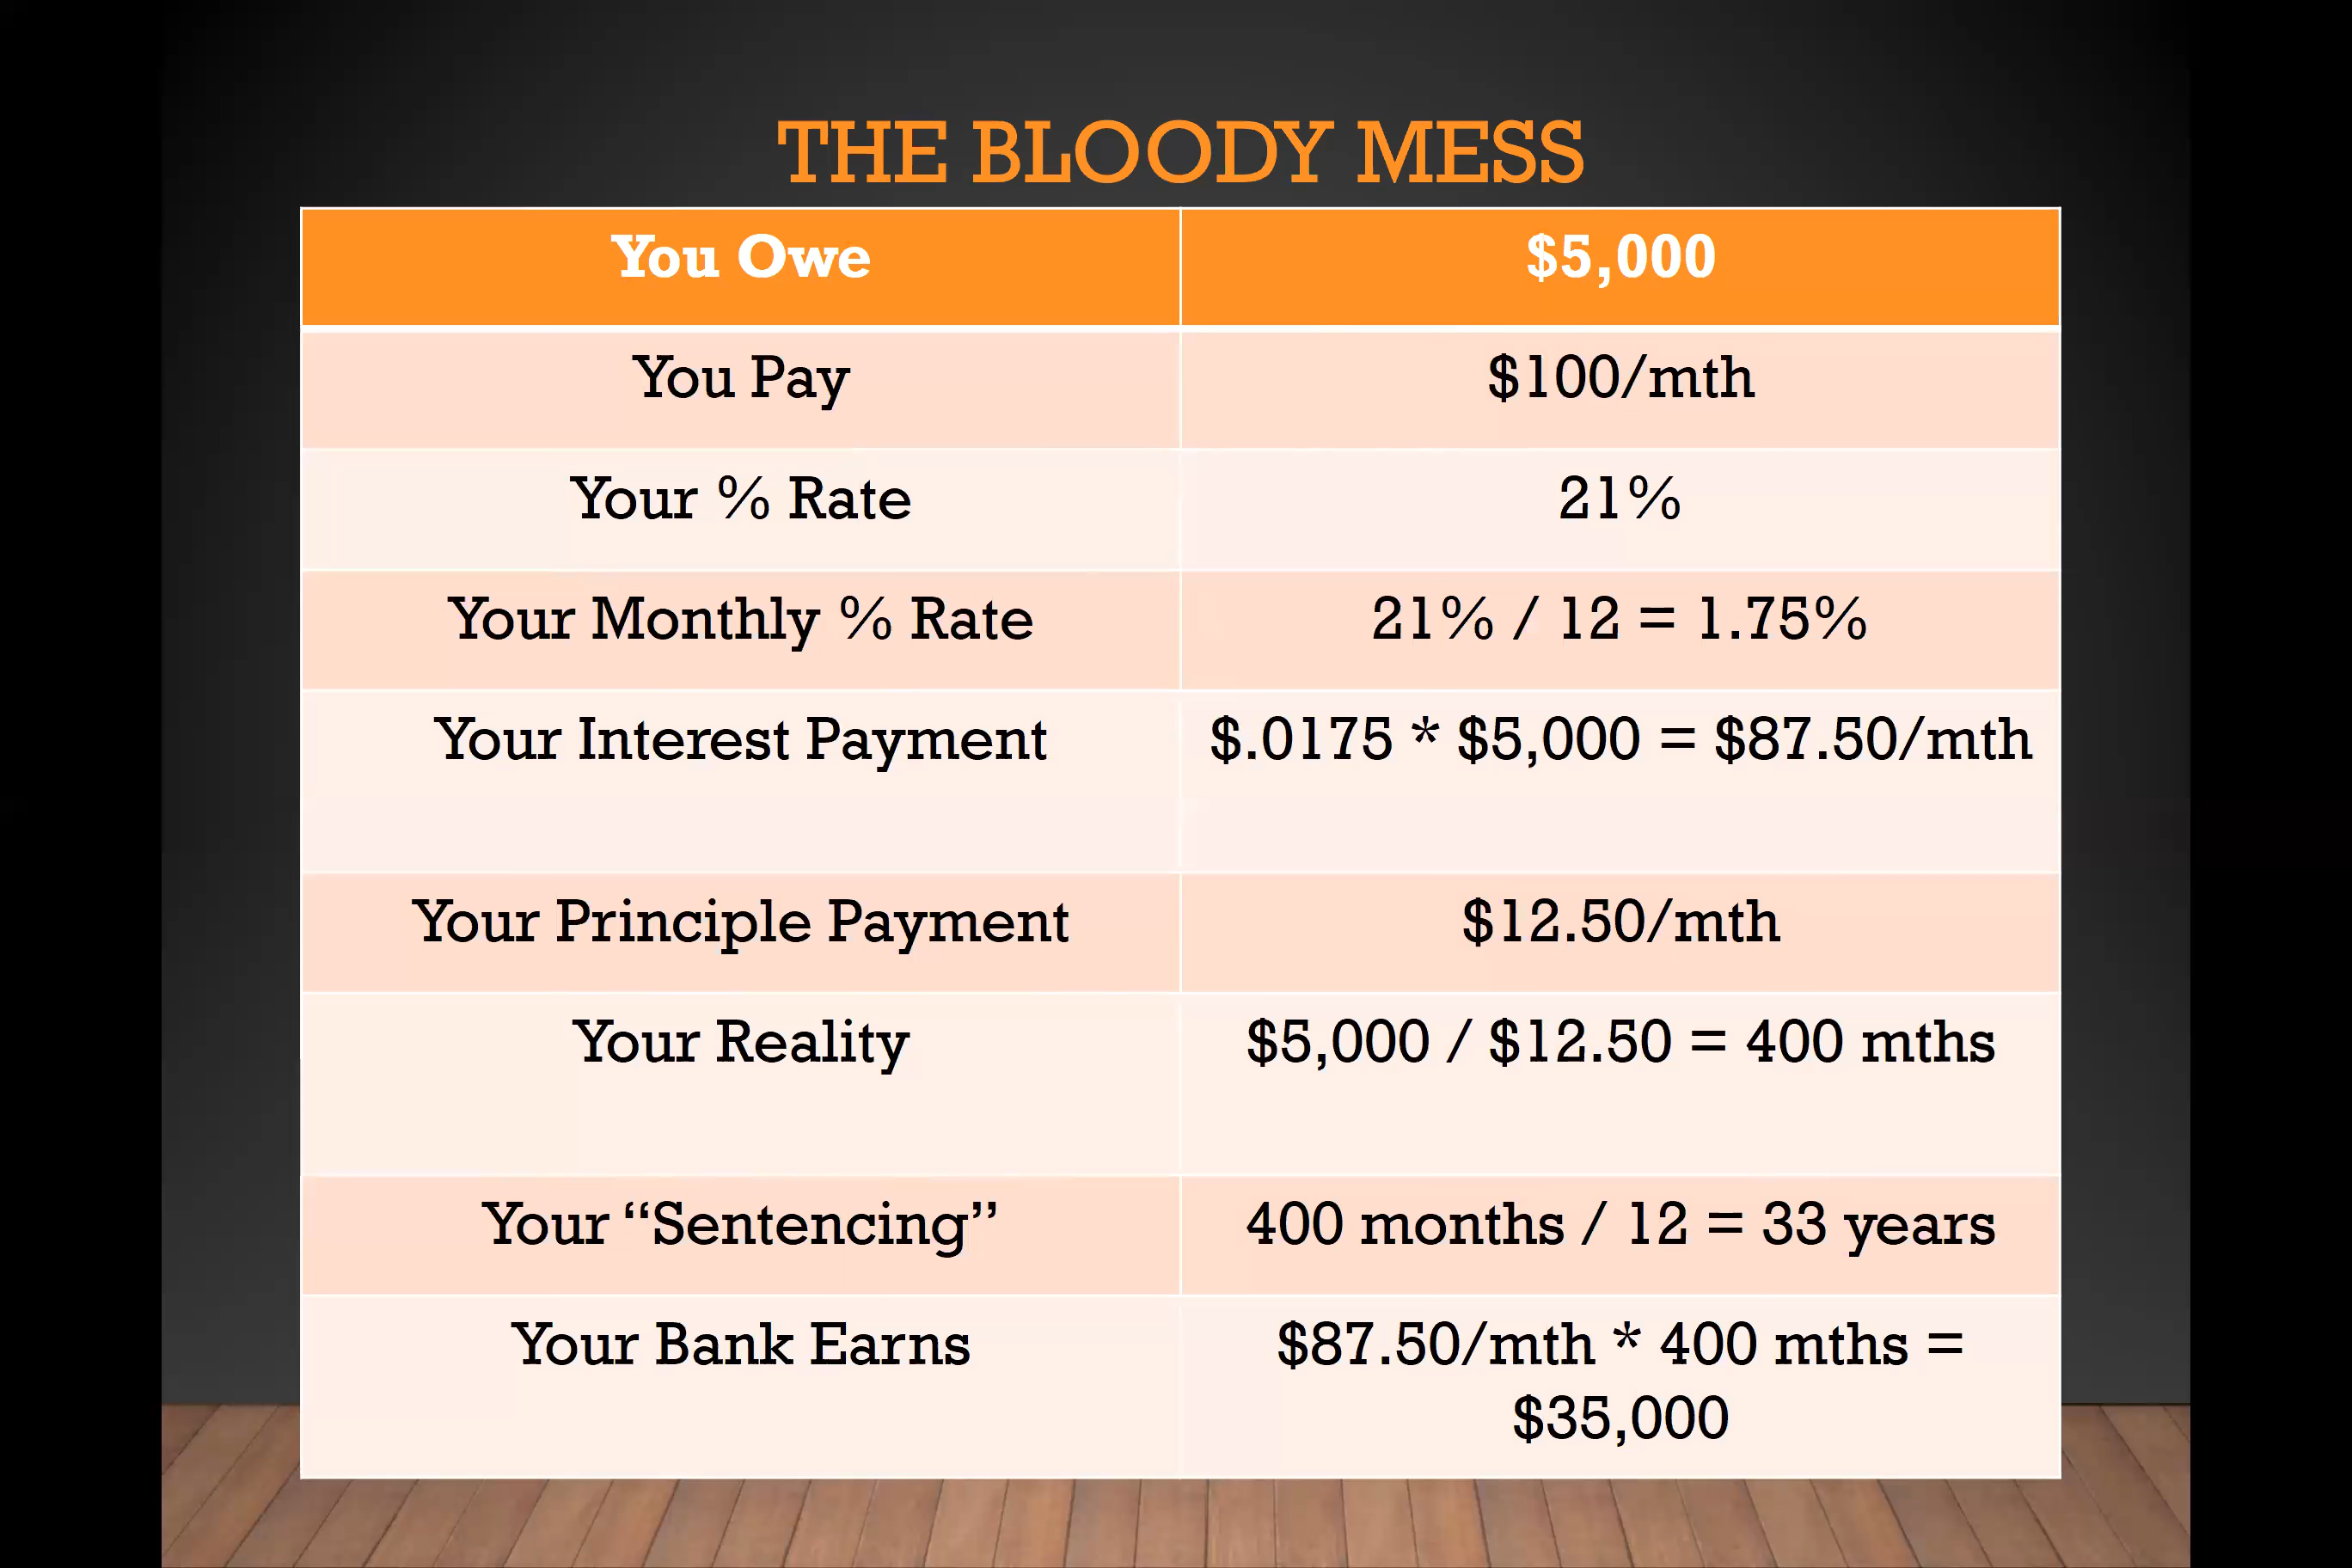 THE BLOODY MESS
You Owe $5,000
You Pay $100/mth
Your % Rate 21%
Your Monthly % Rate 21% / 12 = 1.75%
Your Interest Payment $.0175 * $5,000 = $87.50/mth
Your Principle Payment $12.50/mth
Your Reality $5,000 / $12.50 = 400 mths
Your “Sentencing” 400 months / 12 = 33 years
Your Bank Earns $87.50/mth * 400 mths =
$35,000